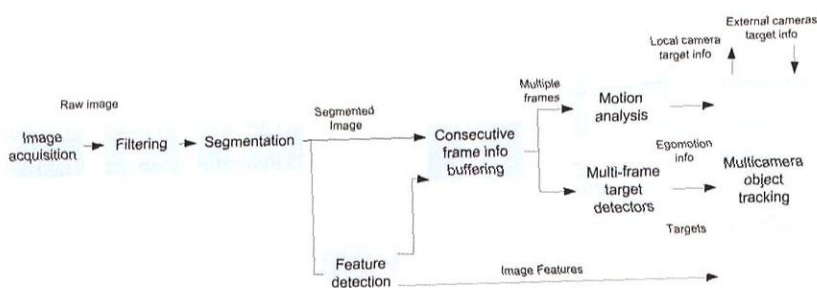 External cameras
target info
Local camera
target info
Raw image
Image
acquisition
Filtering
Segmentation
Segmented
Image
Consecutive
frame info
buffering
Multiple
frames
Motion
analysis
Egomotion
info
Multi-frame
target
detectors
Targets
Multicamera
object
tracking
Feature
detection
Image Features